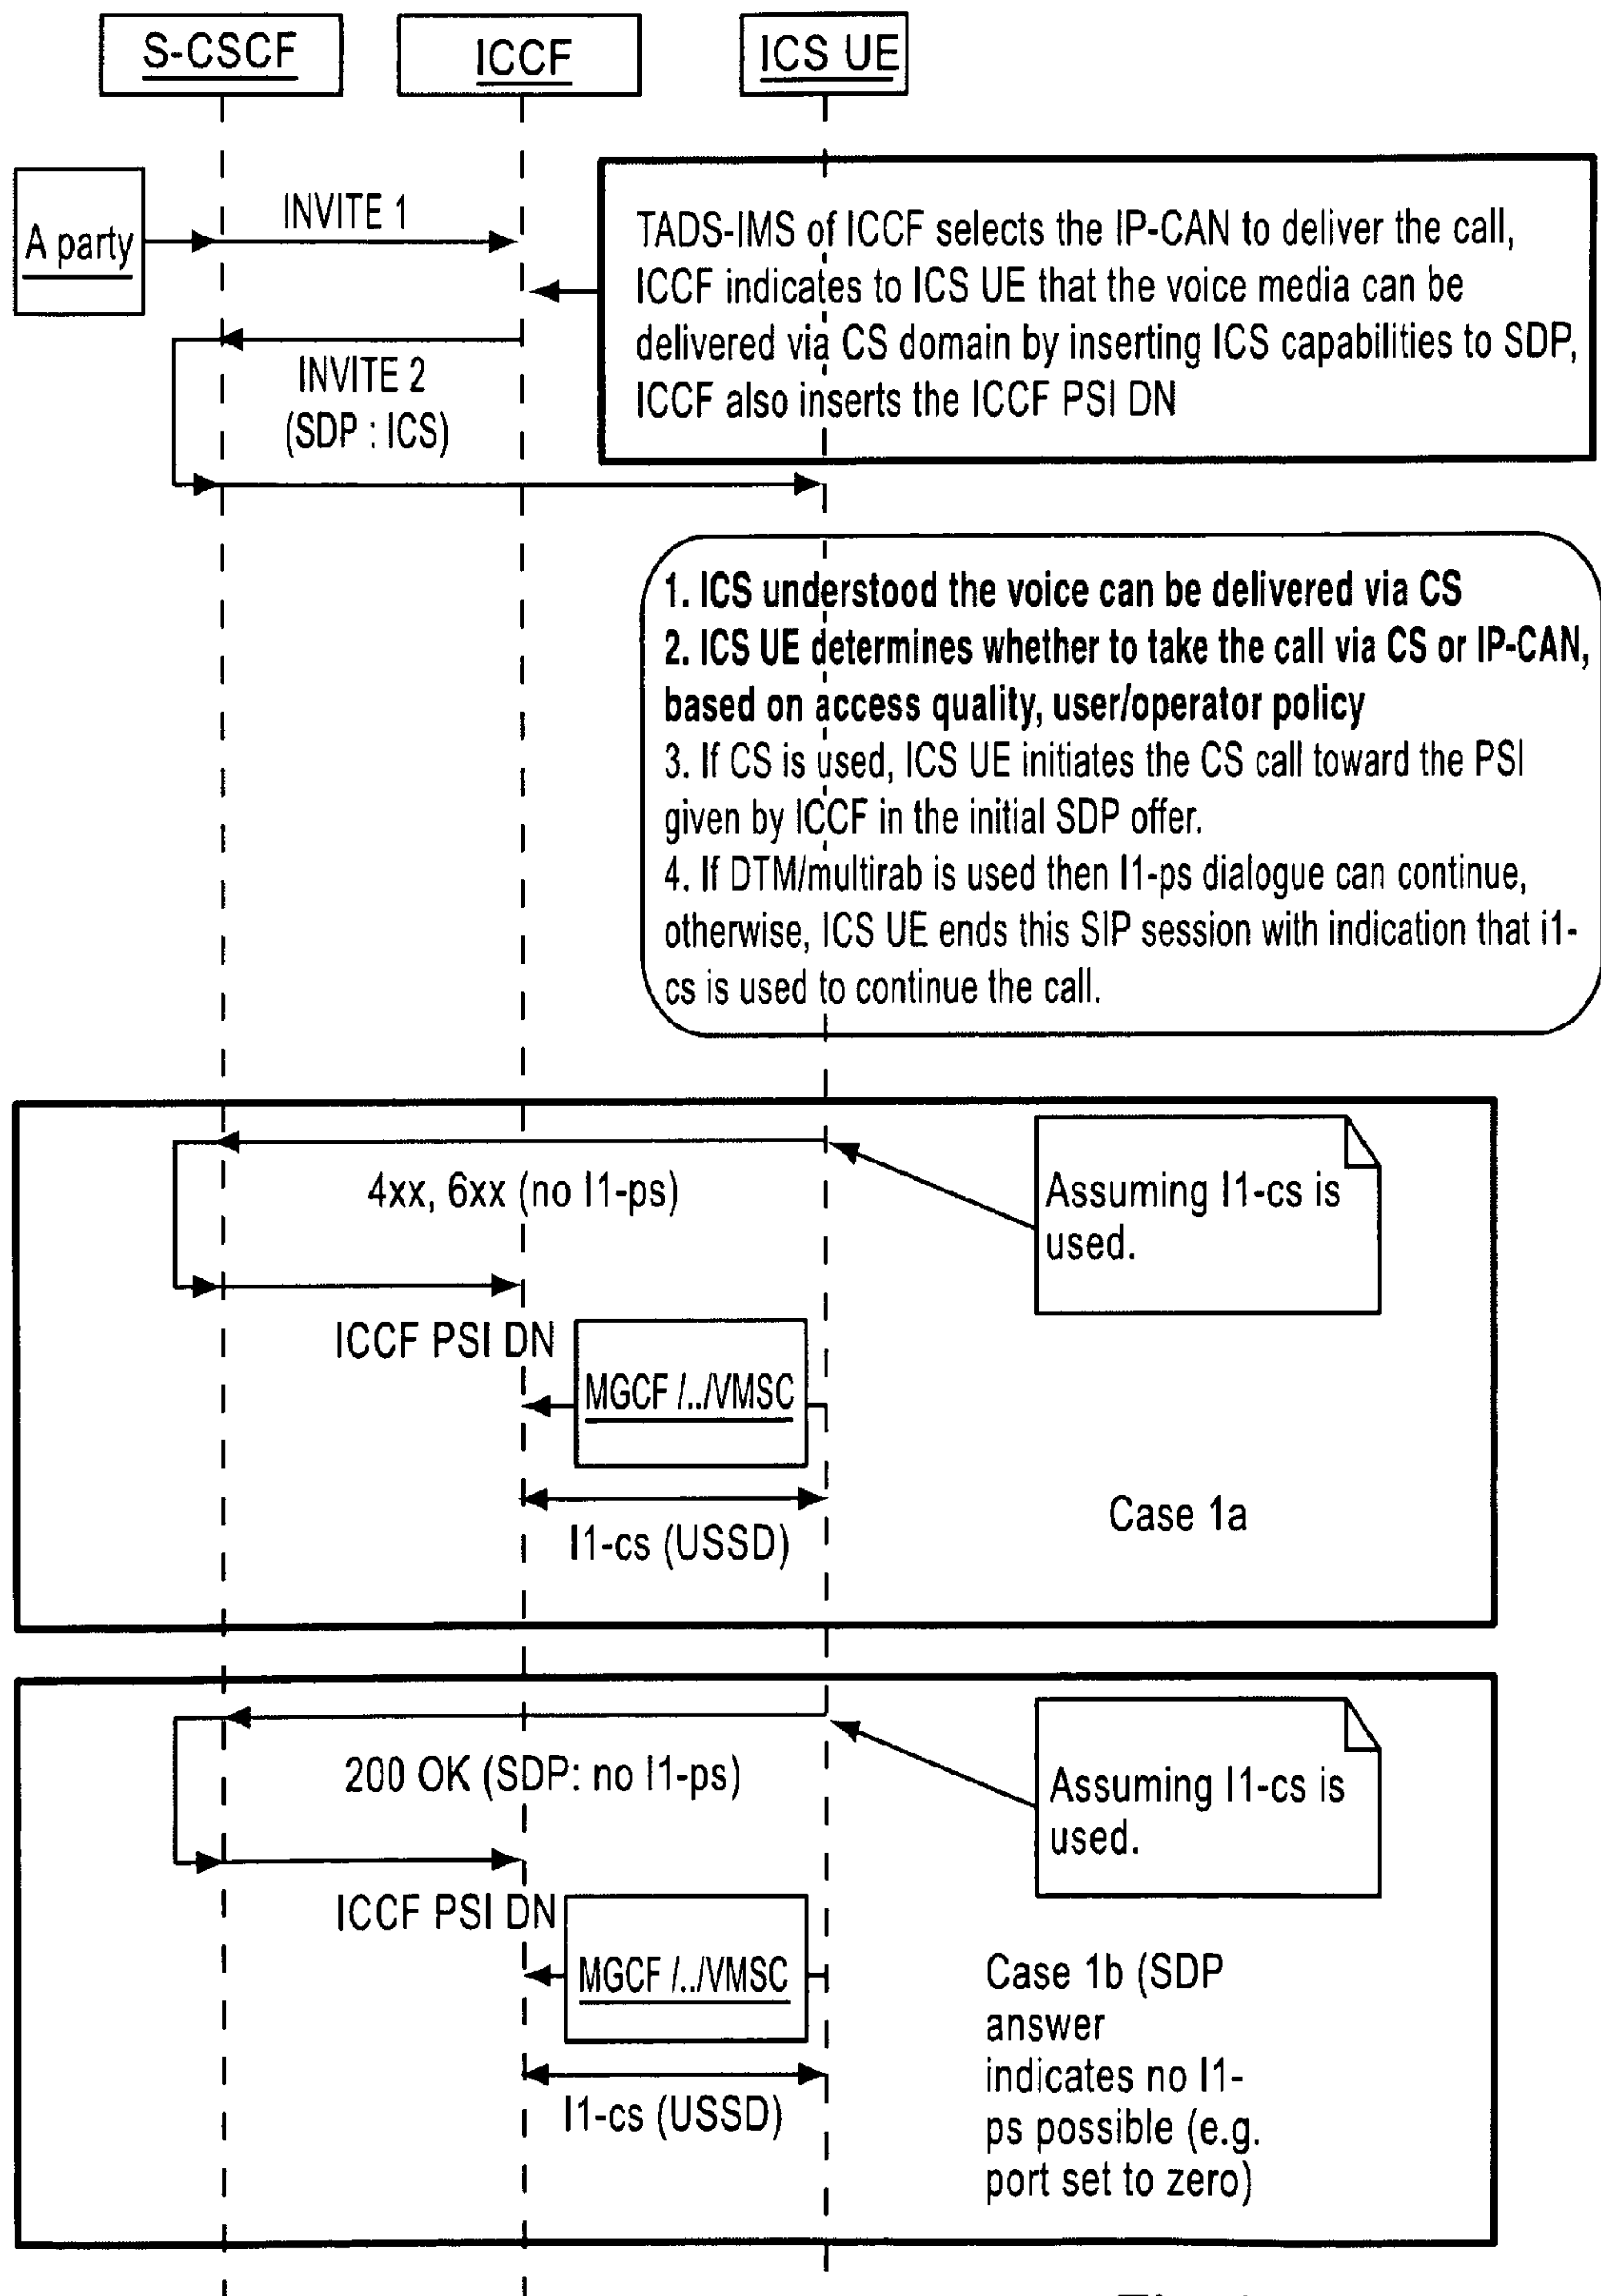 S-CSCF
ICCF
ICS UE
A party
INVITE 1
TADS-IMS of ICCF selects the IP-CAN to deliver the call,
ICCF indicates to ICS UE that the voice media can be
delivered via CS domain by inserting ICS capabilities to SDP,
ICCF also inserts the ICCF PSI DN
INVITE 2
(SDP : ICS)
1. ICS understood the voice can be delivered via CS
2. ICS UE determines whether to take the call via CS or IP-CAN,
based on access quality, user/operator policy
3. If CS is used, ICS UE initiates the CS call toward the PSI
given by ICCF in the initial SDP offer.
4. If DTM/multirab is used then I1-ps dialogue can continue,
otherwise, ICS UE ends this SIP session with indication that i1-
cs is used to continue the call.
4xx, 6xx (no I1-ps)
Assuming I1-cs is
used.
ICCF PSI DN
MGCF /../VMSC
I1-cs (USSD)
Case 1a
200 OK (SDP: no I1-ps)
Assuming I1-cs is
used.
ICCF PSI DN
MGCF /../VMSC
I1-cs (USSD)
Case 1b (SDP
answer
indicates no I1-
ps possible (e.g.
port set to zero)